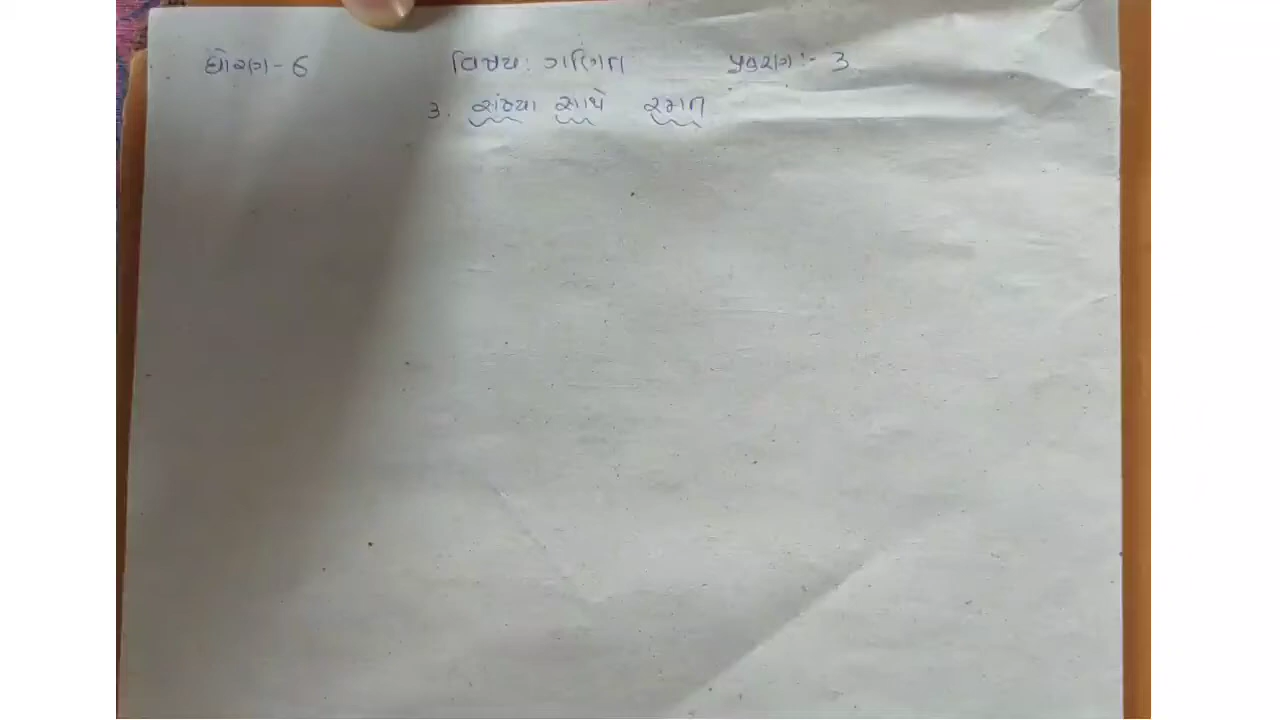 ધોરણ - 6 વિષય: ગણિત પ્રકરણ :- 3
3. સંખ્યા સાથે રમત